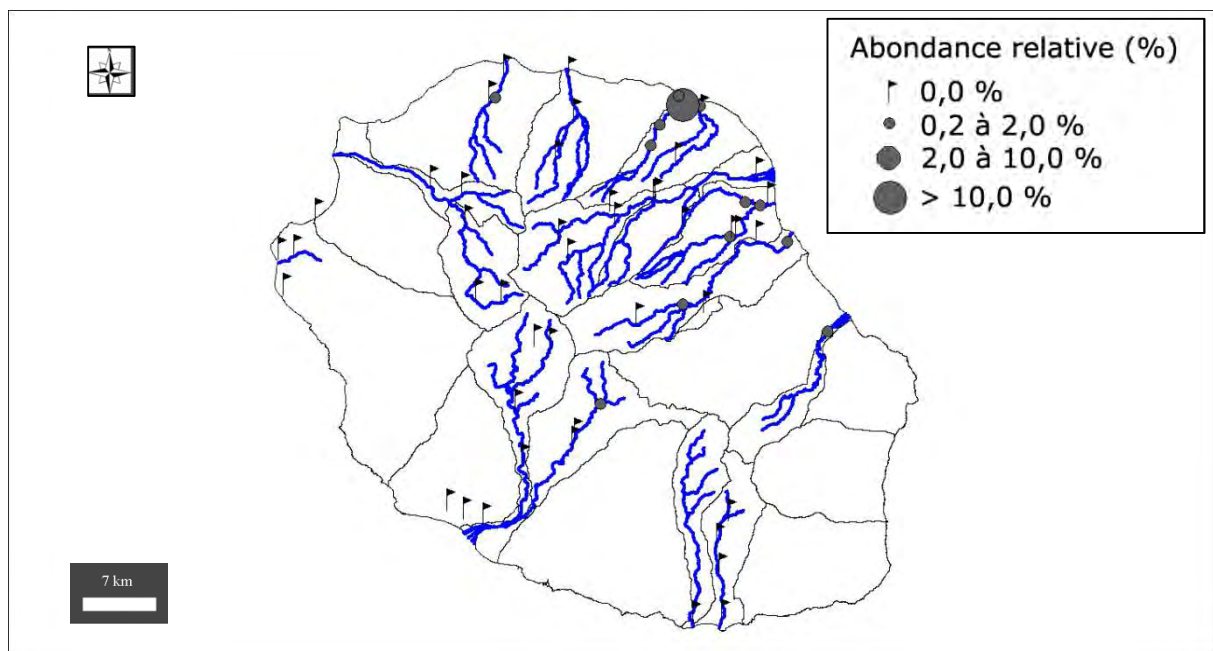 Abondance relative (%)
0,0 %
0,2 à 2,0 %
2,0 à 10,0 %
> 10,0 %
7 km